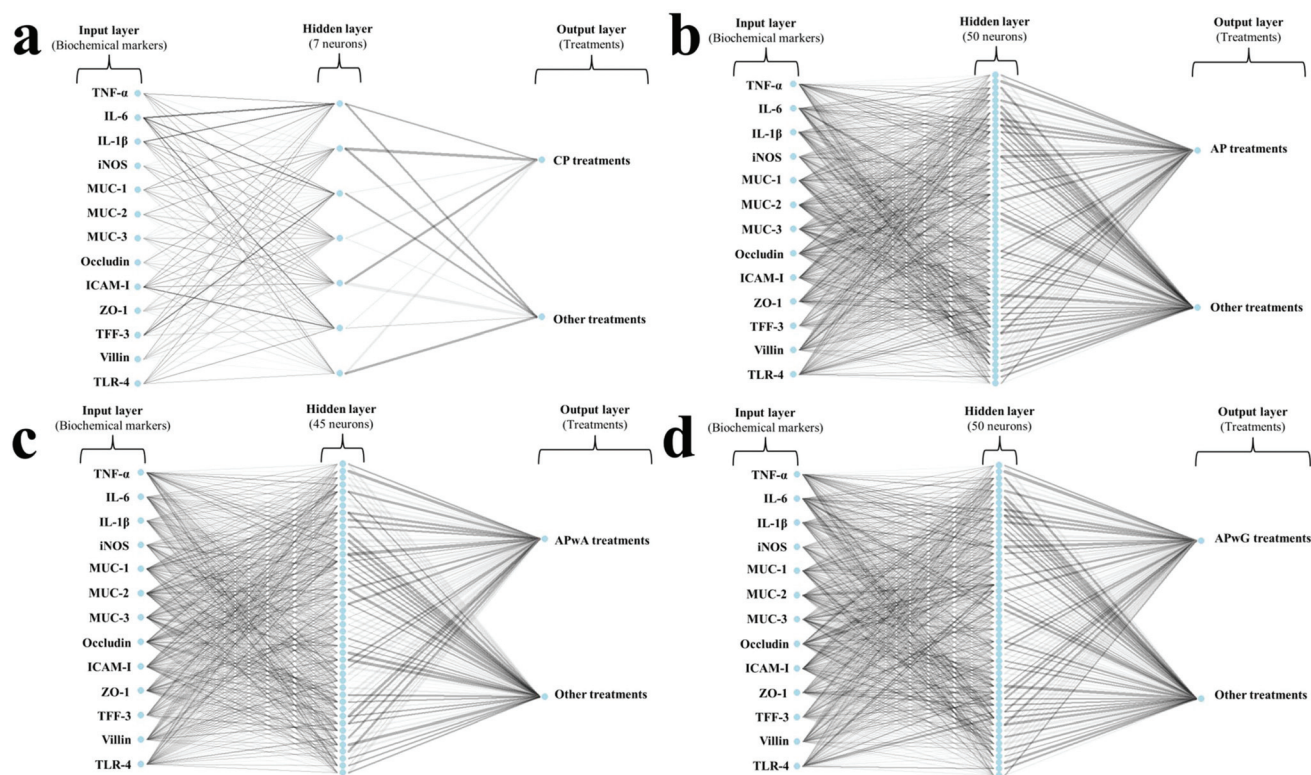 a
Input layer
(Biochemical markers)
Hidden layer
(7 neurons)
Output layer
(Treatments)
TNF-α
IL-6
IL-1β
iNOS
MUC-1
MUC-2
MUC-3
Occludin
ICAM-I
ZO-1
TFF-3
Villin
TLR-4
CP treatments
Other treatments
b
Input layer
(Biochemical markers)
Hidden layer
(50 neurons)
Output layer
(Treatments)
TNF-α
IL-6
IL-1β
iNOS
MUC-1
MUC-2
MUC-3
Occludin
ICAM-I
ZO-1
TFF-3
Villin
TLR-4
AP treatments
Other treatments
c
Input layer
(Biochemical markers)
Hidden layer
(45 neurons)
Output layer
(Treatments)
TNF-α
IL-6
IL-1β
iNOS
MUC-1
MUC-2
MUC-3
Occludin
ICAM-I
ZO-1
TFF-3
Villin
TLR-4
APwA treatments
Other treatments
d
Input layer
(Biochemical markers)
Hidden layer
(50 neurons)
Output layer
(Treatments)
TNF-α
IL-6
IL-1β
iNOS
MUC-1
MUC-2
MUC-3
Occludin
ICAM-I
ZO-1
TFF-3
Villin
TLR-4
APwG treatments
Other treatments